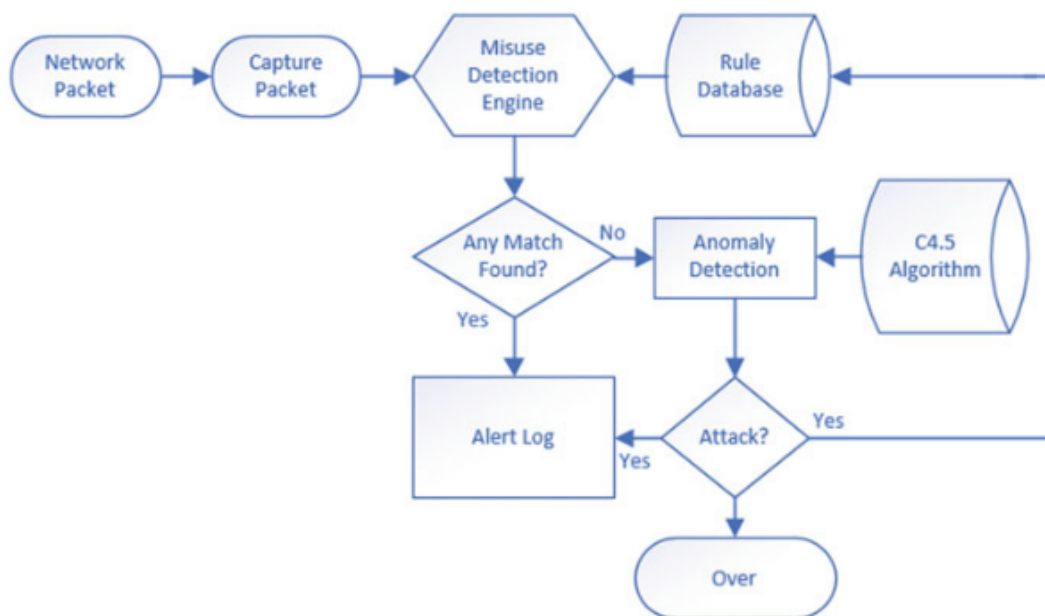 Network
Packet
Capture
Packet
Misuse
Detection
Engine
Rule
Database
Any Match
Found?
No
Anomaly
Detection
C4.5
Algorithm
Yes
Alert Log
Attack?
Yes
Yes
Over